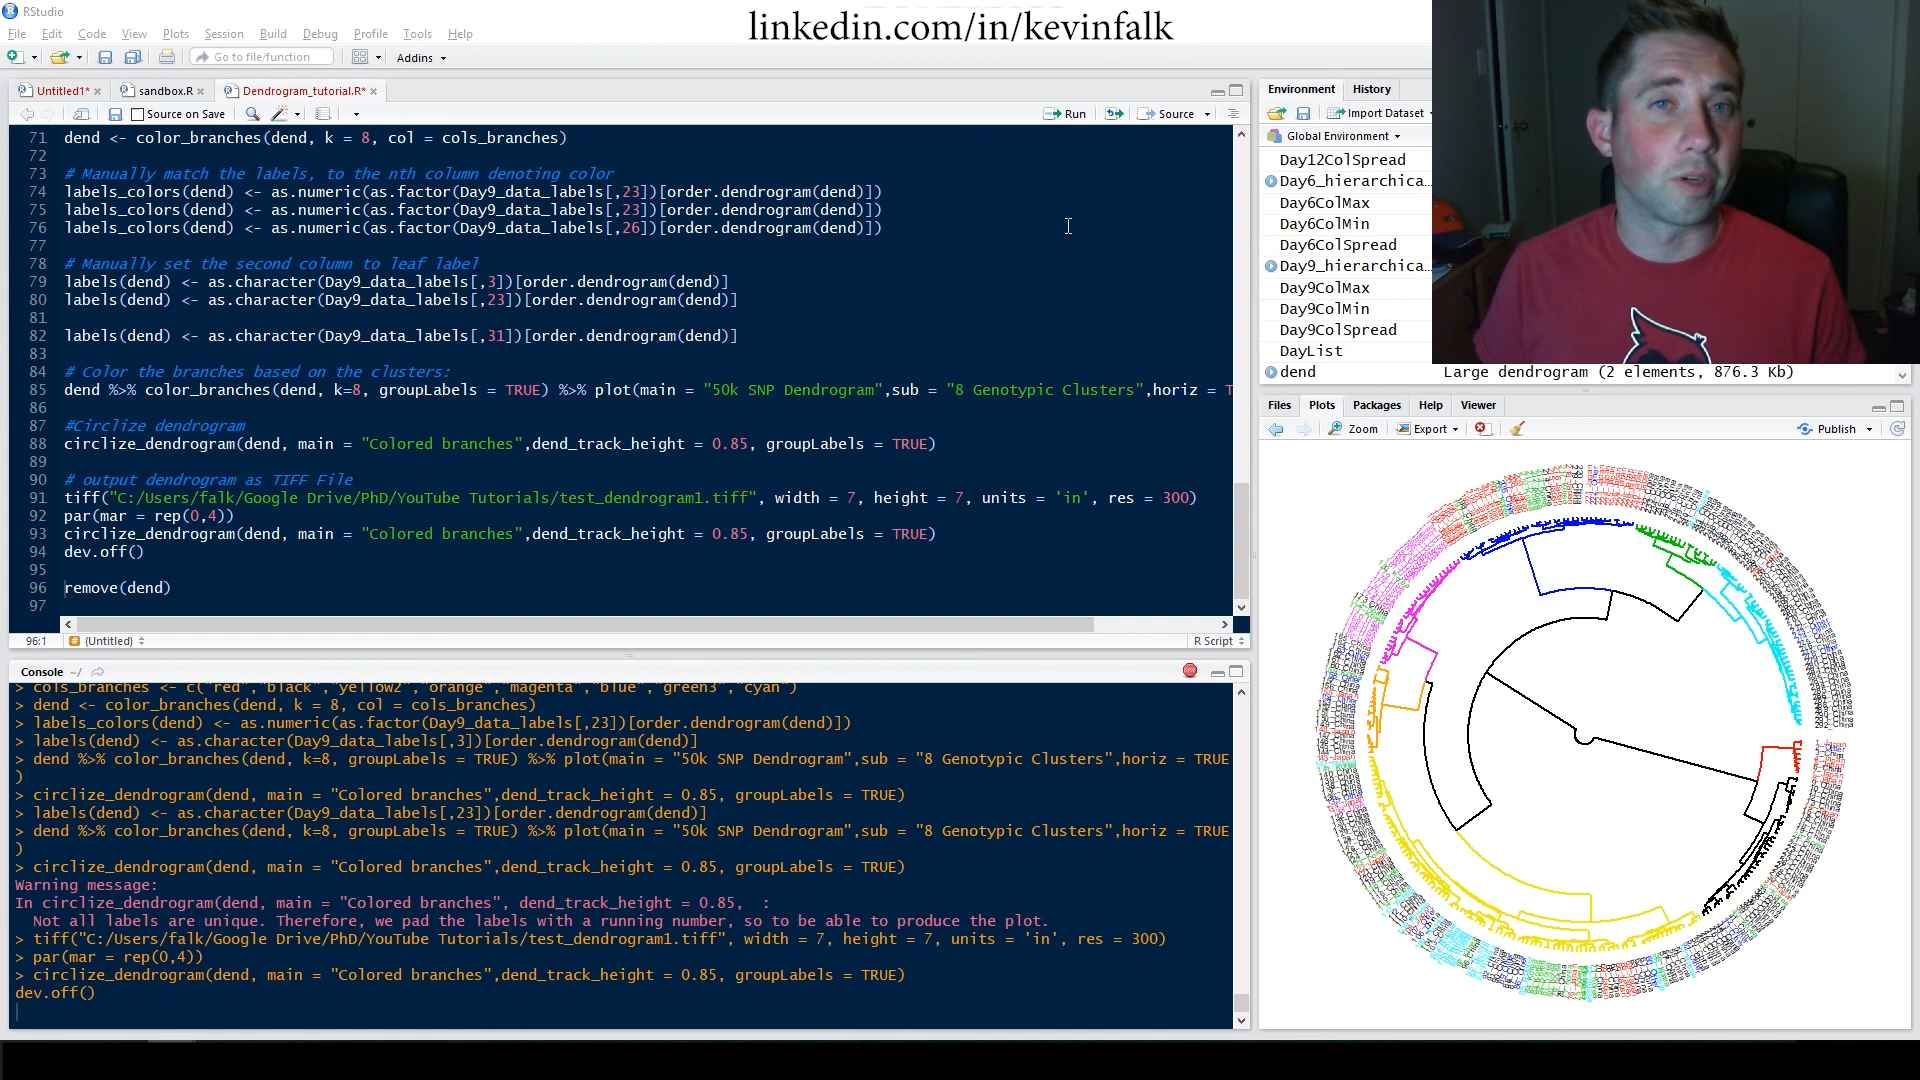 RStudio
linkedin.com/in/kevinfalk
File Edit Code View Plots Session Build Debug Profile Tools Help
Go to file/function Addins
Untitled1* sandbox.R Dendrogram_tutorial.R*
Source on Save Run Source
71 dend <- color_branches(dend, k = 8, col = cols_branches)
72
73 # Manually match the labels, to the nth column denoting color
74 labels_colors(dend) <- as.numeric(as.factor(Day9_data_labels[,23])[order.dendrogram(dend)])
75 labels_colors(dend) <- as.numeric(as.factor(Day9_data_labels[,23])[order.dendrogram(dend)])
76 labels_colors(dend) <- as.numeric(as.factor(Day9_data_labels[,26])[order.dendrogram(dend)])
77
78 # Manually set the second column to leaf label
79 labels(dend) <- as.character(Day9_data_labels[,3])[order.dendrogram(dend)]
80 labels(dend) <- as.character(Day9_data_labels[,23])[order.dendrogram(dend)]
81
82 labels(dend) <- as.character(Day9_data_labels[,31])[order.dendrogram(dend)]
83
84 # Color the branches based on the clusters:
85 dend %>% color_branches(dend, k=8, groupLabels = TRUE) %>% plot(main = "50k SNP Dendrogram",sub = "8 Genotypic Clusters",horiz = T
86
87 #Circlize dendrogram
88 circlize_dendrogram(dend, main = "Colored branches",dend_track_height = 0.85, groupLabels = TRUE)
89
90 # output dendrogram as TIFF File
91 tiff("C:/Users/falk/Google Drive/PhD/YouTube Tutorials/test_dendrogram1.tiff", width = 7, height = 7, units = 'in', res = 300)
92 par(mar = rep(0,4))
93 circlize_dendrogram(dend, main = "Colored branches",dend_track_height = 0.85, groupLabels = TRUE)
94 dev.off()
95
96 remove(dend)
97
96:1 (Untitled) R Script
Console ~/
> cols_branches <- c("red","black","yellow2","orange","magenta","blue","green3","cyan")
> dend <- color_branches(dend, k = 8, col = cols_branches)
> labels_colors(dend) <- as.numeric(as.factor(Day9_data_labels[,23])[order.dendrogram(dend)])
> labels(dend) <- as.character(Day9_data_labels[,3])[order.dendrogram(dend)]
> dend %>% color_branches(dend, k=8, groupLabels = TRUE) %>% plot(main = "50k SNP Dendrogram",sub = "8 Genotypic Clusters",horiz = TRUE
)
> circlize_dendrogram(dend, main = "Colored branches",dend_track_height = 0.85, groupLabels = TRUE)
> labels(dend) <- as.character(Day9_data_labels[,23])[order.dendrogram(dend)]
> dend %>% color_branches(dend, k=8, groupLabels = TRUE) %>% plot(main = "50k SNP Dendrogram",sub = "8 Genotypic Clusters",horiz = TRUE
)
> circlize_dendrogram(dend, main = "Colored branches",dend_track_height = 0.85, groupLabels = TRUE)
Warning message:
In circlize_dendrogram(dend, main = "Colored branches", dend_track_height = 0.85,  :
Not all labels are unique. Therefore, we pad the labels with a running number, so to be able to produce the plot.
> tiff("C:/Users/falk/Google Drive/PhD/YouTube Tutorials/test_dendrogram1.tiff", width = 7, height = 7, units = 'in', res = 300)
> par(mar = rep(0,4))
> circlize_dendrogram(dend, main = "Colored branches",dend_track_height = 0.85, groupLabels = TRUE)
dev.off()
Environment History
Import Dataset
Global Environment
Day12ColSpread
Day6_hierarchica...
Day6ColMax
Day6ColMin
Day6ColSpread
Day9_hierarchica...
Day9ColMax
Day9ColMin
Day9ColSpread
DayList
dend Large dendrogram (2 elements, 876.3 Kb)
Files Plots Packages Help Viewer
Zoom Export Publish